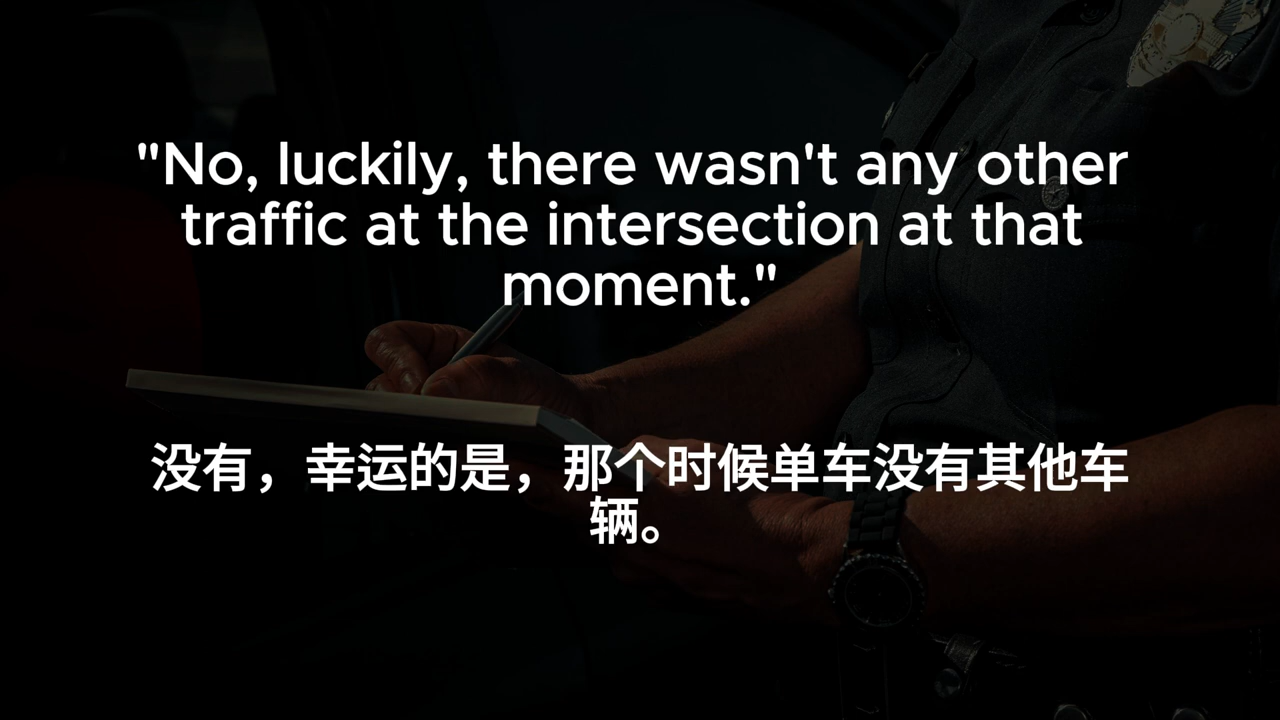 "No, luckily, there wasn't any other
traffic at the intersection at that
moment."
没有，幸运的是，那个时候单车没有其他车
辆。